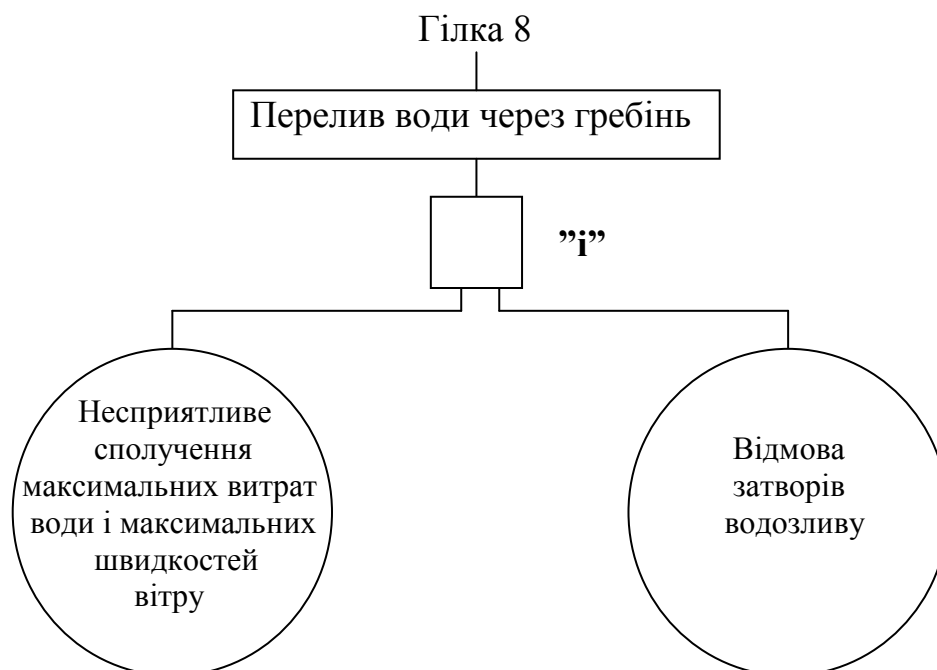 Гілка 8
Перелив води через гребінь
”і”
Несприятливе
сполучення
максимальних витрат
води і максимальних
швидкостей
вітру
Відмова
затворів
водозливу